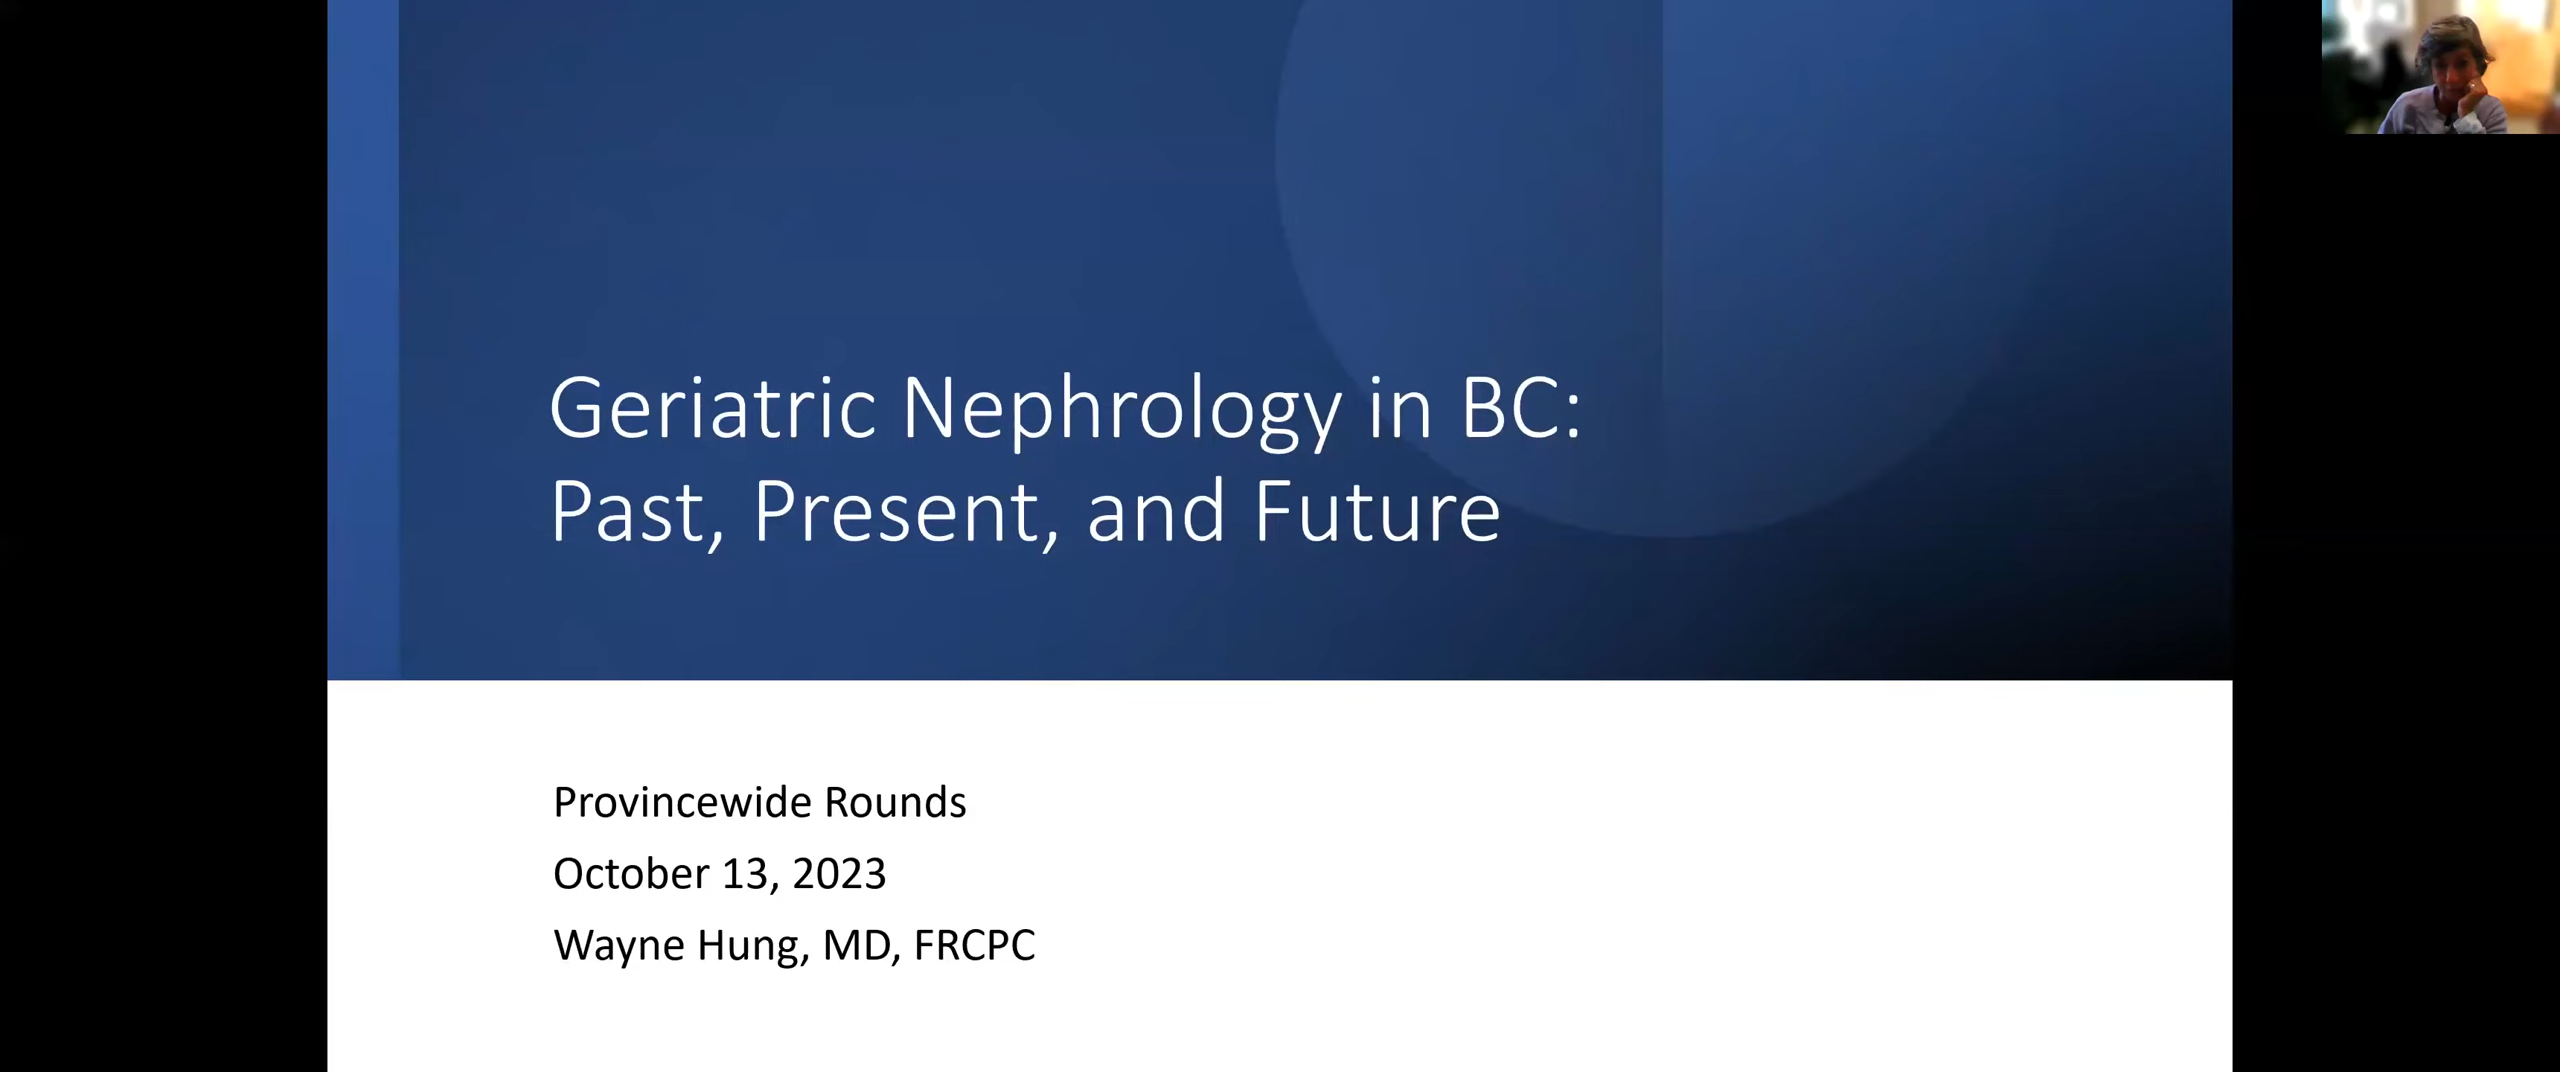 Geriatric Nephrology in BC:
Past, Present, and Future
Provincewide Rounds
October 13, 2023
Wayne Hung, MD, FRCPC